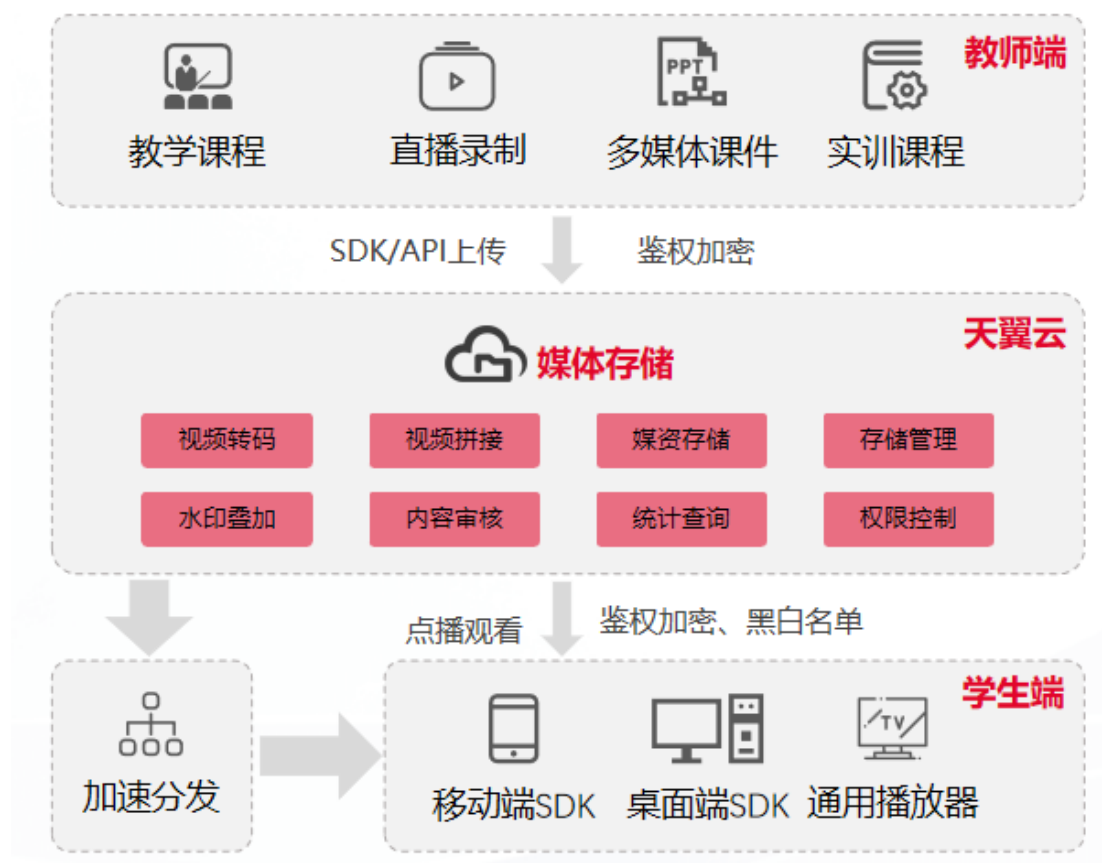 教师端
PPT
教学课程 直播录制 多媒体课件 实训课程
SDK/API上传 鉴权加密
天翼云
媒体存储
视频转码 视频拼接 媒资存储 存储管理
水印叠加 内容审核 统计查询 权限控制
点播观看 鉴权加密、黑白名单
学生端
TV
加速分发 移动端SDK 桌面端SDK 通用播放器